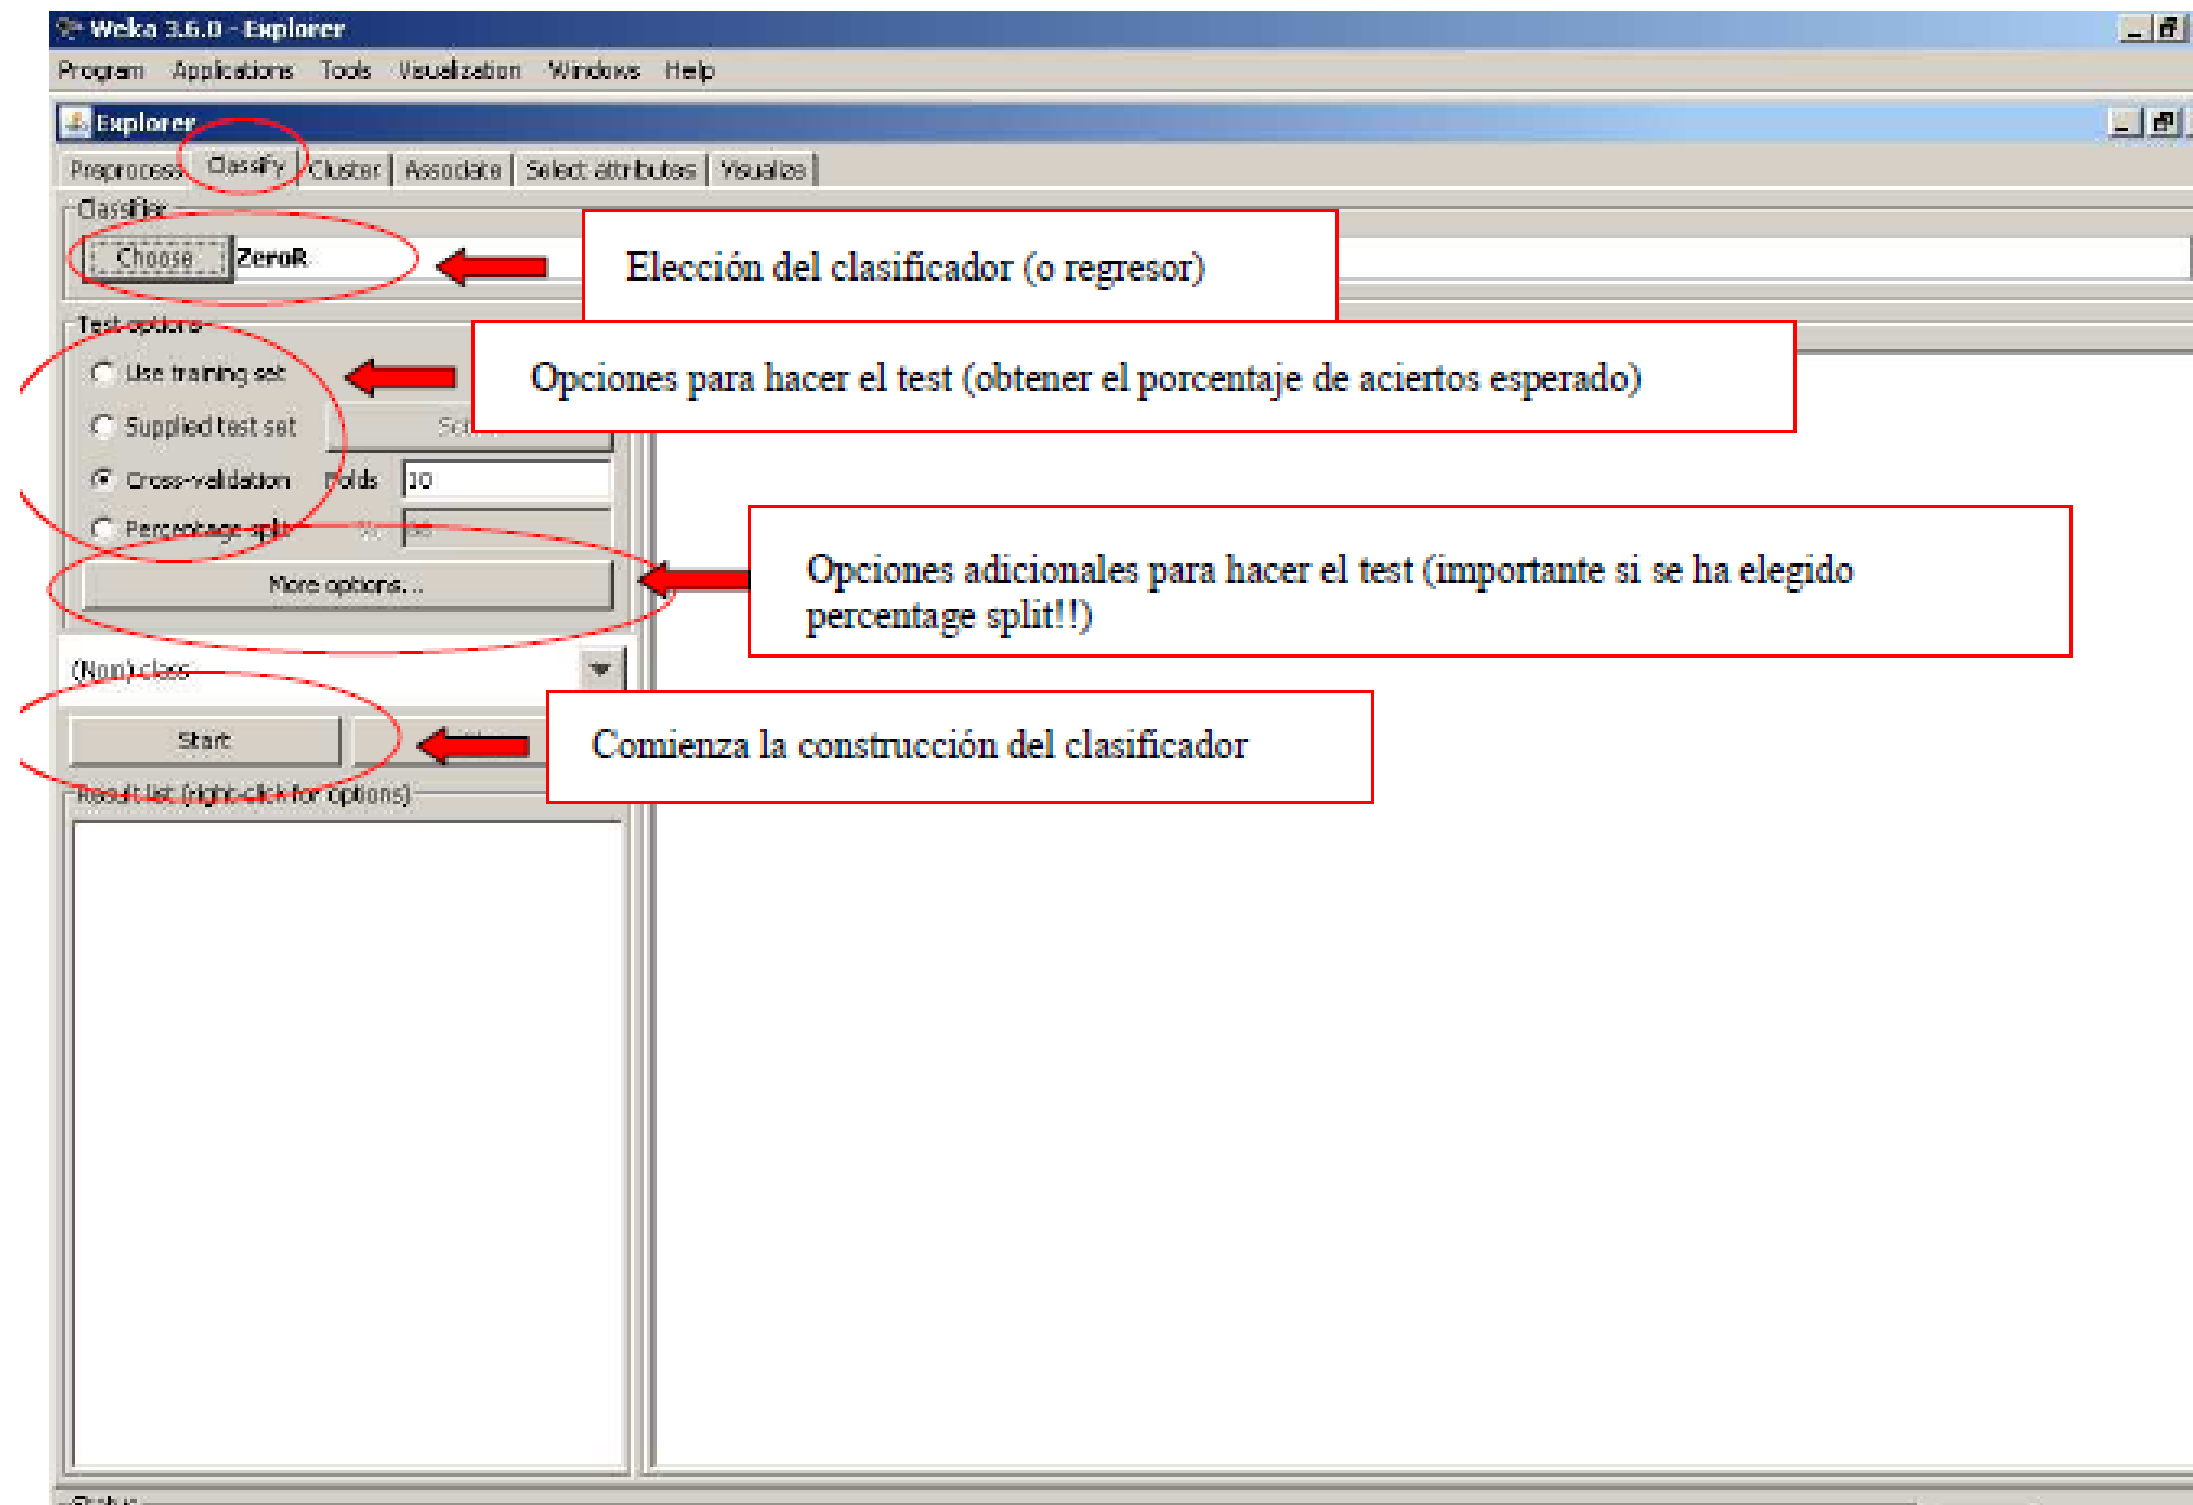 Weka 3.6.0 - Explorer
Program Applications Tools Visualization Windows Help
Explorer
Preprocess Classify Cluster Associate Select attributes Visualize
Classifier
Choose ZeroR
Elección del clasificador (o regresor)
Test options
Use training set
Opciones para hacer el test (obtener el porcentaje de aciertos esperado)
Supplied test set
Cross-validation Folds 10
Percentage split %
More options...
Opciones adicionales para hacer el test (importante si se ha elegido
percentage split!!)
(Nom) class
Start
Comienza la construcción del clasificador
Result list (right-click for options)
Status